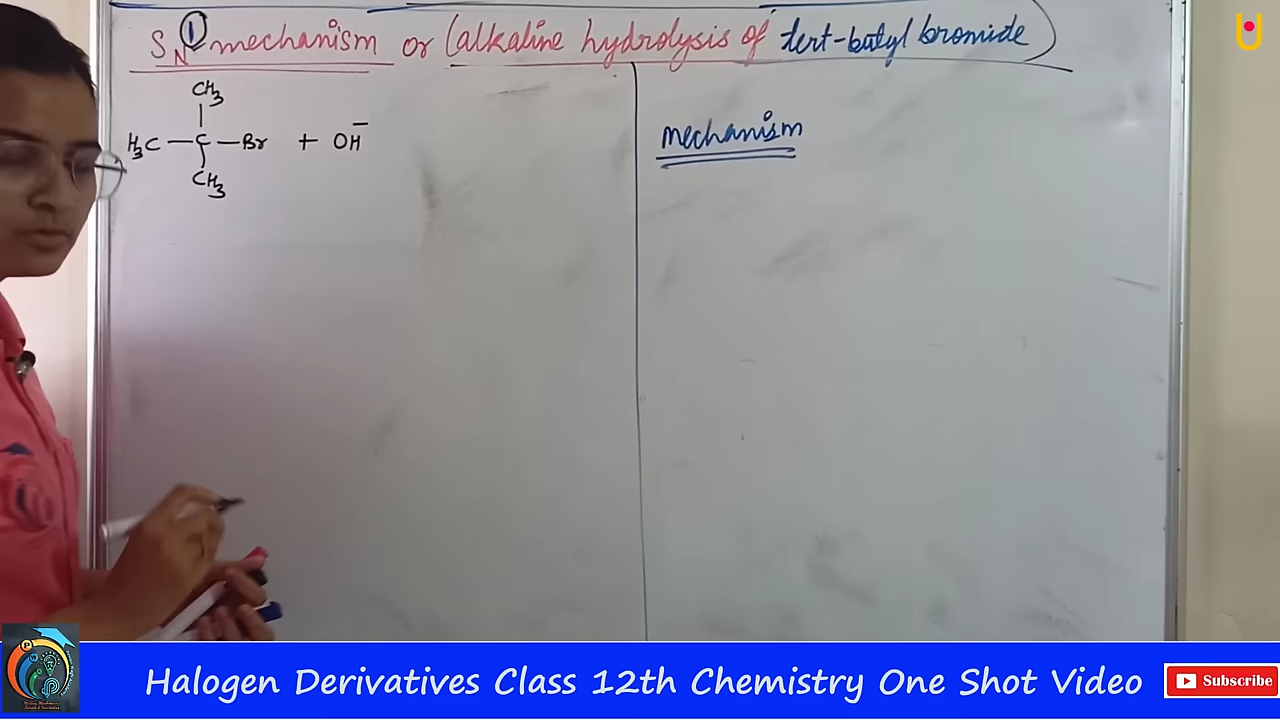 SN1 mechanism or (alkaline hydrolysis of tert-butyl bromide)
CH3
H3C — C — Br + OH⁻
CH3
mechanism
Halogen Derivatives Class 12th Chemistry One Shot Video
Subscribe